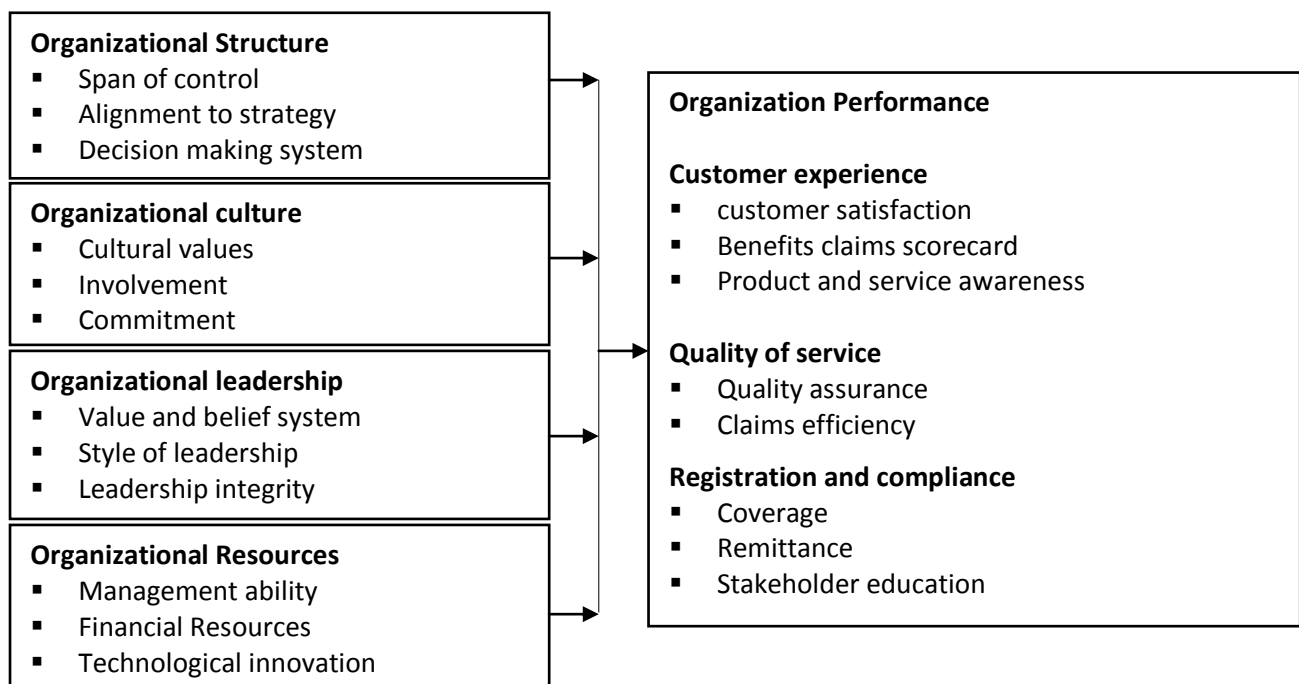 Organizational Structure
▪ Span of control
▪ Alignment to strategy
▪ Decision making system
Organizational culture
▪ Cultural values
▪ Involvement
▪ Commitment
Organizational leadership
▪ Value and belief system
▪ Style of leadership
▪ Leadership integrity
Organizational Resources
▪ Management ability
▪ Financial Resources
▪ Technological innovation
Organization Performance
Customer experience
▪ customer satisfaction
▪ Benefits claims scorecard
▪ Product and service awareness
Quality of service
▪ Quality assurance
▪ Claims efficiency
Registration and compliance
▪ Coverage
▪ Remittance
▪ Stakeholder education